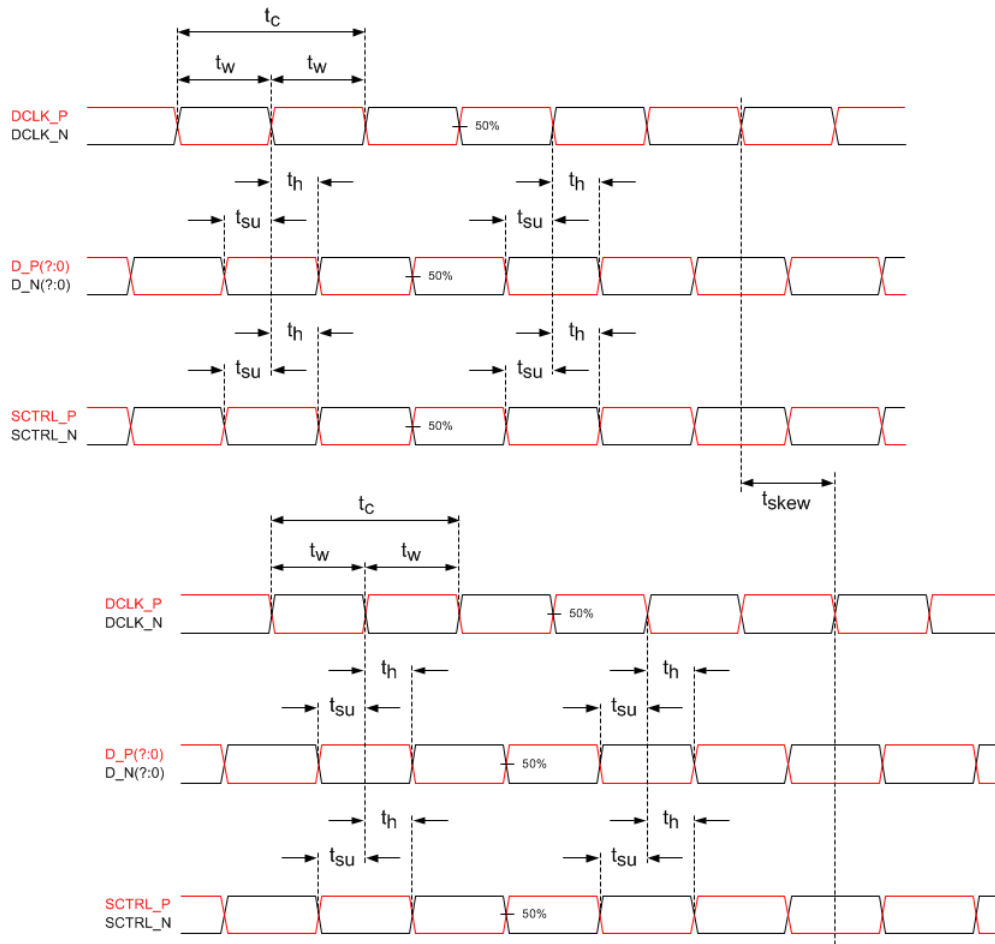 tc
tw tw
DCLK_P
DCLK_N
50%
th th
tsu tsu
D_P(?:0)
D_N(?:0)
50%
th th
tsu tsu
SCTRL_P
SCTRL_N
50%
tskew
tc
tw tw
DCLK_P
DCLK_N
50%
th th
tsu tsu
D_P(?:0)
D_N(?:0)
50%
th th
tsu tsu
SCTRL_P
SCTRL_N
50%